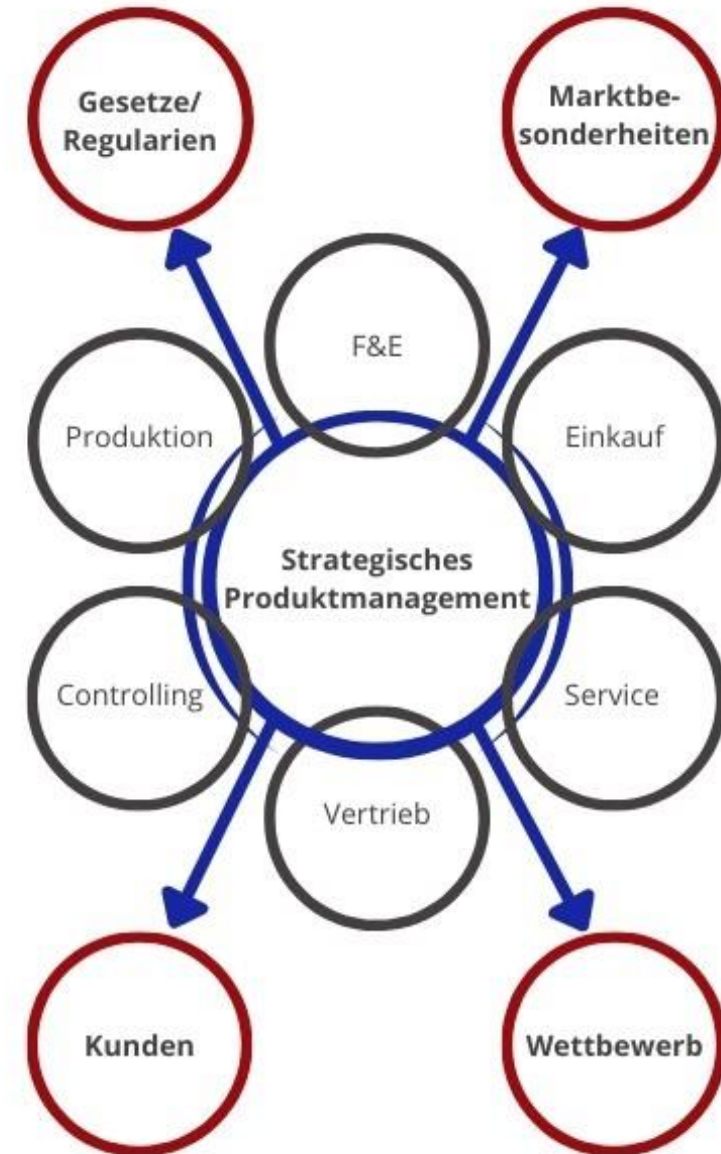 Gesetze/
Regularien
Marktbe-
sonderheiten
F&E
Produktion
Einkauf
Strategisches
Produktmanagement
Controlling
Service
Vertrieb
Kunden
Wettbewerb